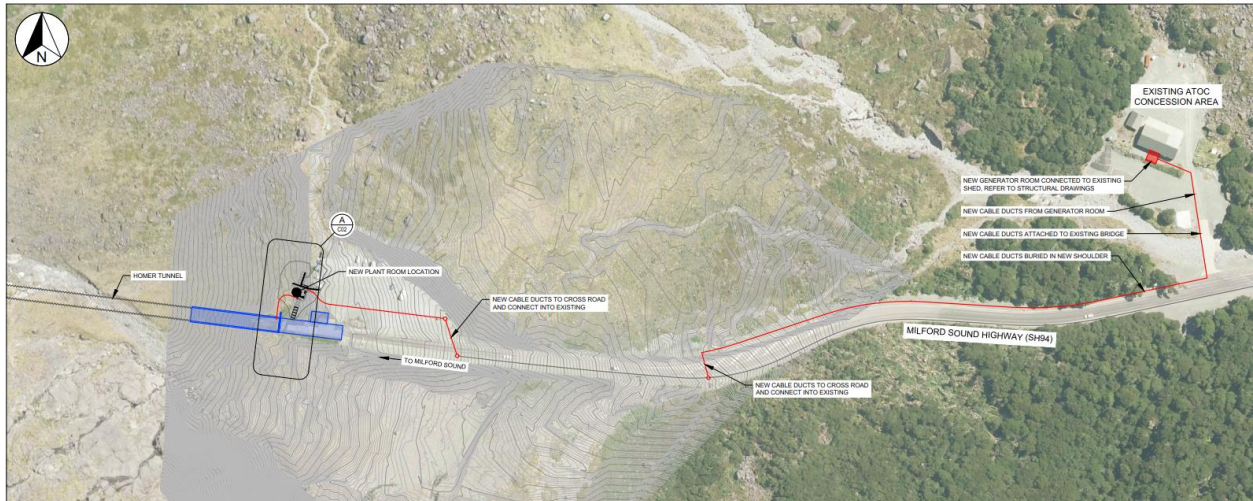 N
EXISTING ATOC
CONCESSION AREA
NEW GENERATOR ROOM CONNECTED TO EXISTING
SHED, REFER TO STRUCTURAL DRAWINGS
NEW CABLE DUCTS FROM GENERATOR ROOM
A
C02
NEW CABLE DUCTS ATTACHED TO EXISTING BRIDGE
NEW CABLE DUCTS BURIED IN NEW SHOULDER
HOMER TUNNEL
NEW PLANT ROOM LOCATION
NEW CABLE DUCTS TO CROSS ROAD
AND CONNECT INTO EXISTING
MILFORD SOUND HIGHWAY (SH94)
TO MILFORD SOUND
NEW CABLE DUCTS TO CROSS ROAD
AND CONNECT INTO EXISTING